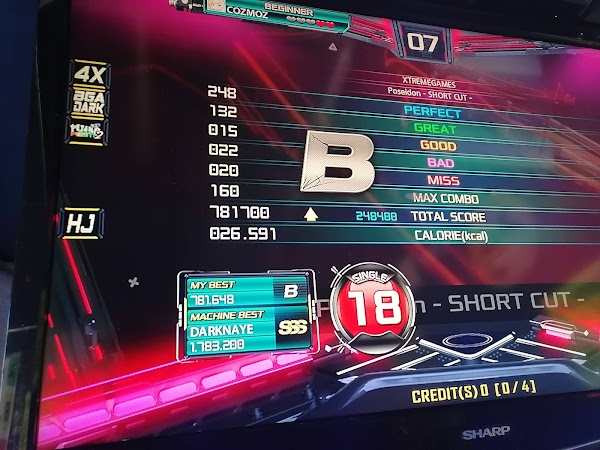 BEGINNER
COZMOZ
07
XTREMEGAMES
Poseidon - SHORT CUT -
4X
BGA DARK
HJ
248 PERFECT
132 GREAT
015 GOOD
022 BAD
020 MISS
160 MAX COMBO
781700 248480 TOTAL SCORE
026.591 CALORIE(kcal)
B
MY BEST
781.648 B
MACHINE BEST
DARKNAYE SSS
1.783.200
SINGLE
18
n - SHORT CUT -
CREDIT(S) 0 [0/4]
SHARP